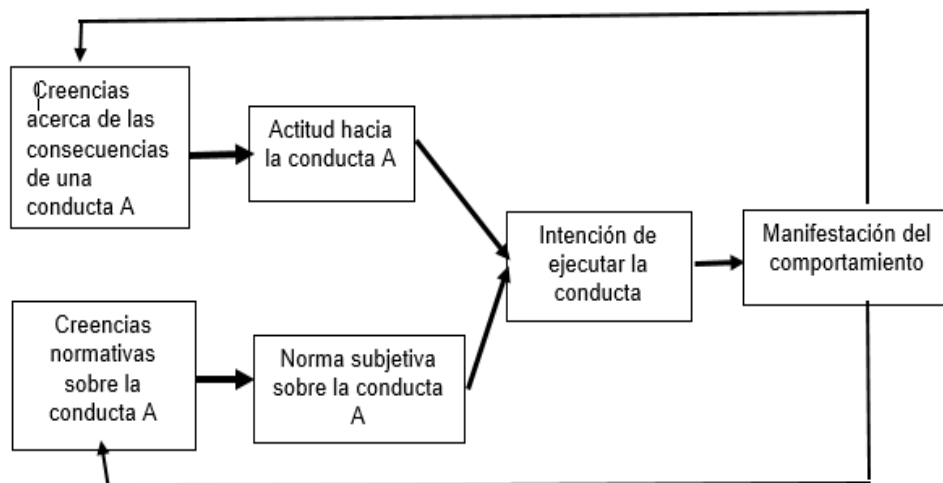 Creencias
acerca de las
consecuencias
de una
conducta A
Actitud hacia
la conducta A
Intención de
ejecutar la
conducta
Manifestación del
comportamiento
Creencias
normativas
sobre la
conducta A
Norma subjetiva
sobre la conducta
A